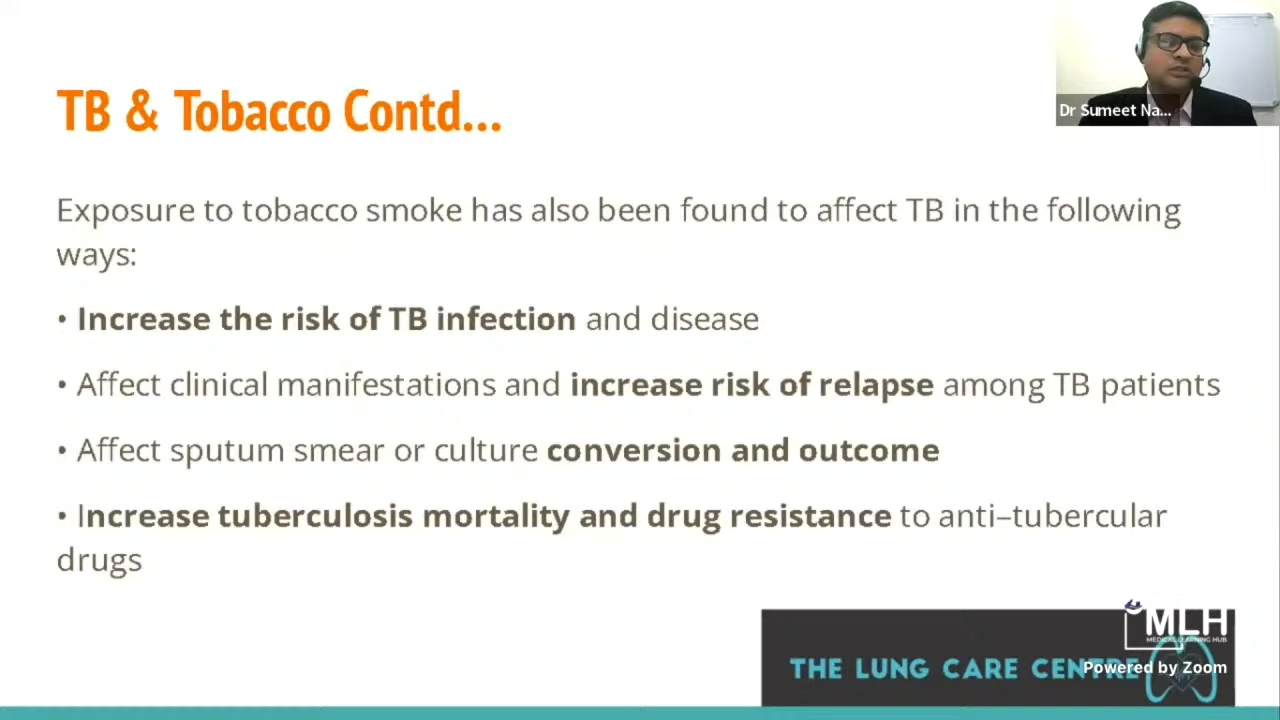 TB & Tobacco Contd...
Dr Sumeet Na...
Exposure to tobacco smoke has also been found to affect TB in the following
ways:
• Increase the risk of TB infection and disease
• Affect clinical manifestations and increase risk of relapse among TB patients
• Affect sputum smear or culture conversion and outcome
• Increase tuberculosis mortality and drug resistance to anti–tubercular
drugs
MLH
MEDICAL LEARNING HUB
THE LUNG CARE CENTRE
Powered by Zoom